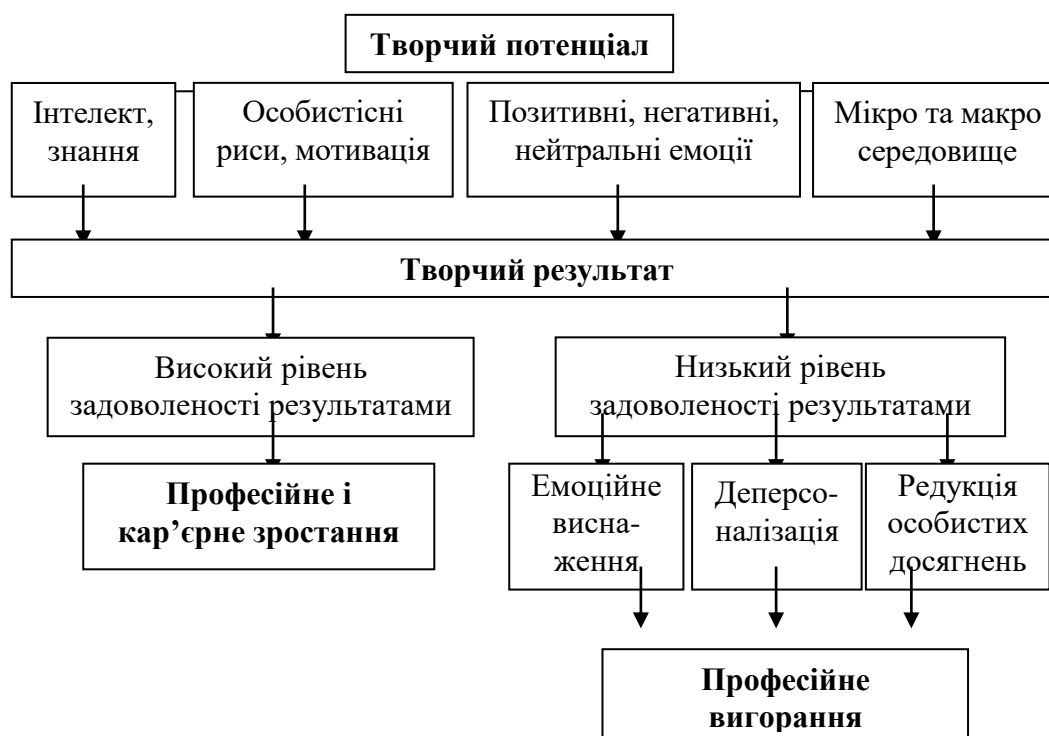 Творчий потенціал
Інтелект,
знання
Особистісні
риси, мотивація
Позитивні, негативні,
нейтральні емоції
Мікро та макро
середовище
Творчий результат
Високий рівень
задоволеності результатами
Низький рівень
задоволеності результатами
Професійне і
кар’єрне зростання
Емоційне
висна-
ження
Деперсо-
налізація
Редукція
особистих
досягнень
Професійне
вигорання